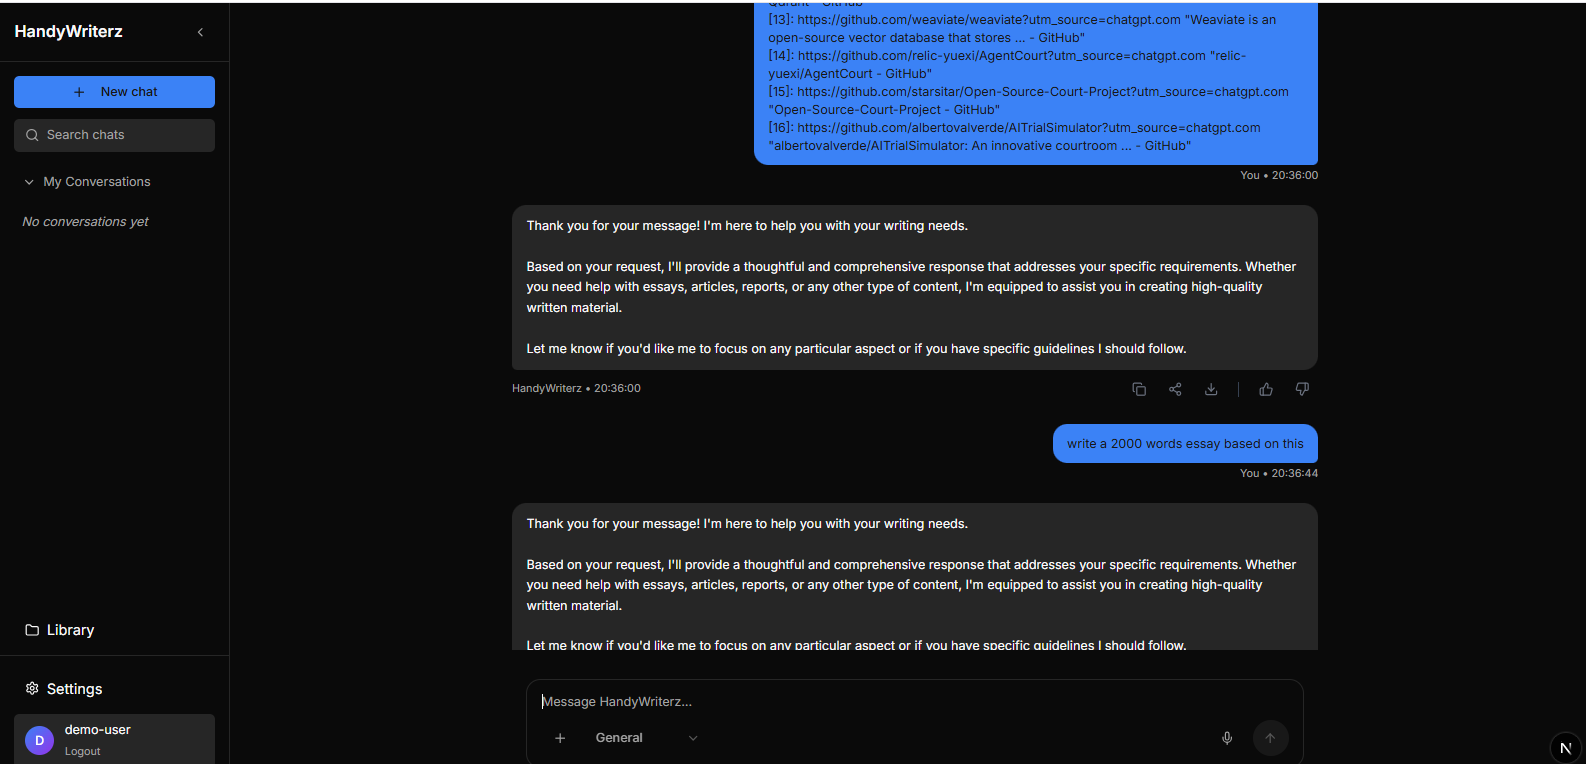 HandyWriterz
New chat
Search chats
My Conversations
No conversations yet
Library
Settings
D
demo-user
Logout
Qdrant - GitHub"
[13]: https://github.com/weaviate/weaviate?utm_source=chatgpt.com "Weaviate is an
open-source vector database that stores ... - GitHub"
[14]: https://github.com/relic-yuexi/AgentCourt?utm_source=chatgpt.com "relic-
yuexi/AgentCourt - GitHub"
[15]: https://github.com/starsitar/Open-Source-Court-Project?utm_source=chatgpt.com
"Open-Source-Court-Project - GitHub"
[16]: https://github.com/albertovalverde/AITrialSimulator?utm_source=chatgpt.com
"albertovalverde/AITrialSimulator: An innovative courtroom ... - GitHub"
You • 20:36:00
Thank you for your message! I'm here to help you with your writing needs.
Based on your request, I'll provide a thoughtful and comprehensive response that addresses your specific requirements. Whether
you need help with essays, articles, reports, or any other type of content, I'm equipped to assist you in creating high-quality
written material.
Let me know if you'd like me to focus on any particular aspect or if you have specific guidelines I should follow.
HandyWriterz • 20:36:00
write a 2000 words essay based on this
You • 20:36:44
Thank you for your message! I'm here to help you with your writing needs.
Based on your request, I'll provide a thoughtful and comprehensive response that addresses your specific requirements. Whether
you need help with essays, articles, reports, or any other type of content, I'm equipped to assist you in creating high-quality
written material.
Let me know if you'd like me to focus on any particular aspect or if you have specific guidelines I should follow.
Message HandyWriterz...
General
N